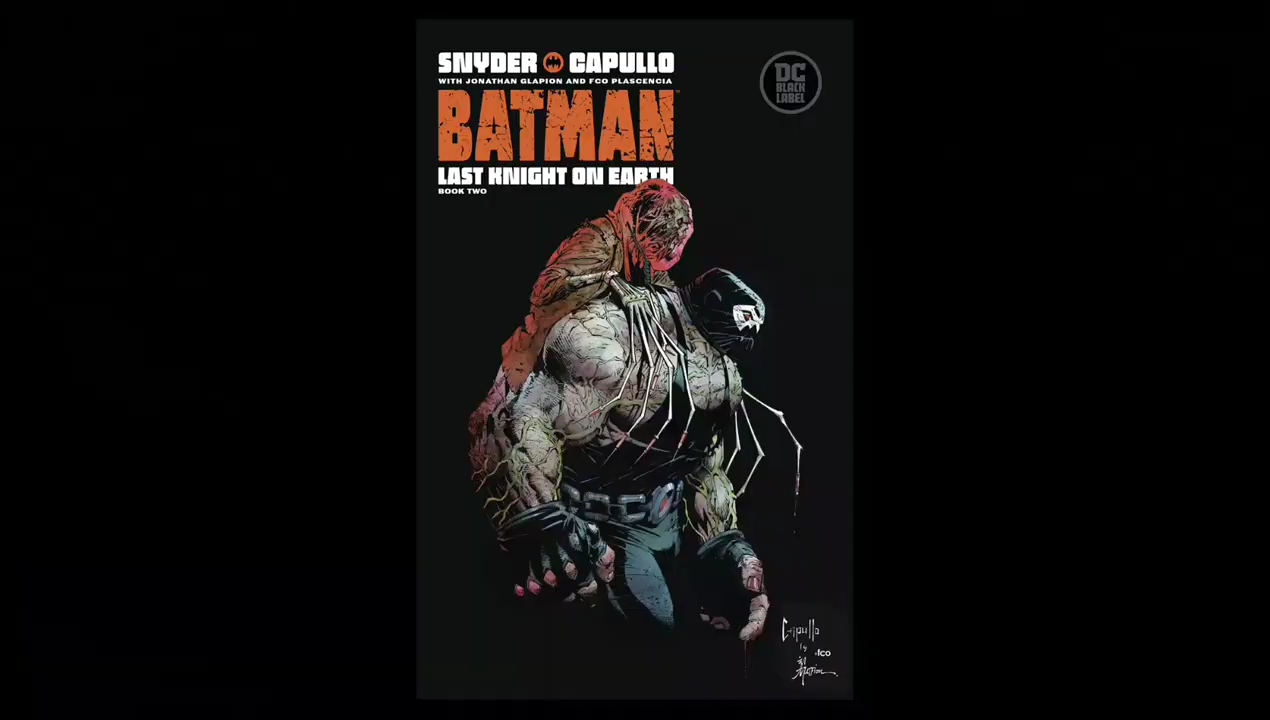 SNYDER CAPULLO
WITH JONATHAN GLAPION AND FCO PLASCENCIA
BATMAN
LAST KNIGHT ON EARTH
BOOK TWO
DC
BLACK
LABEL
Capullo
fco